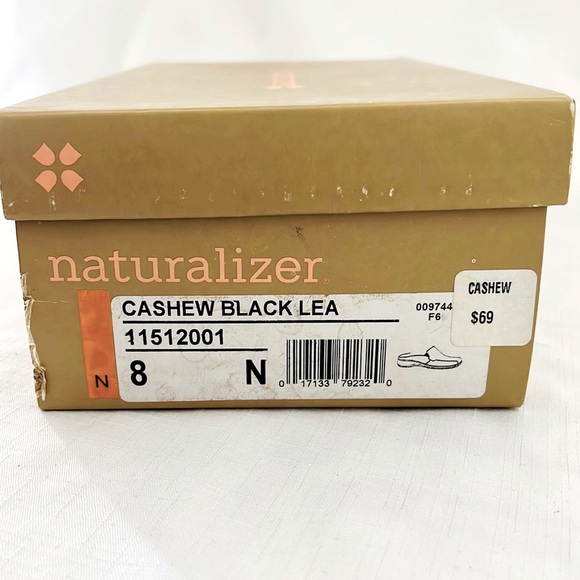 naturalizer
CASHEW BLACK LEA
11512001
8 N
N
0 17133 79232 0
009744
F6
CASHEW
$69